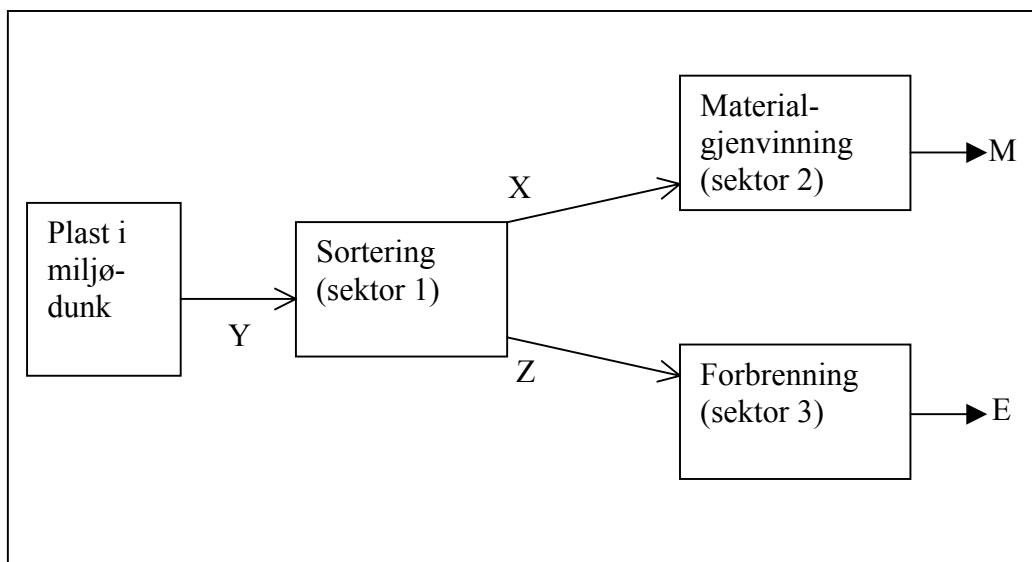 Plast i
miljø-
dunk
Y
Sortering
(sektor 1)
X
Z
Material-
gjenvinning
(sektor 2)
M
Forbrenning
(sektor 3)
E